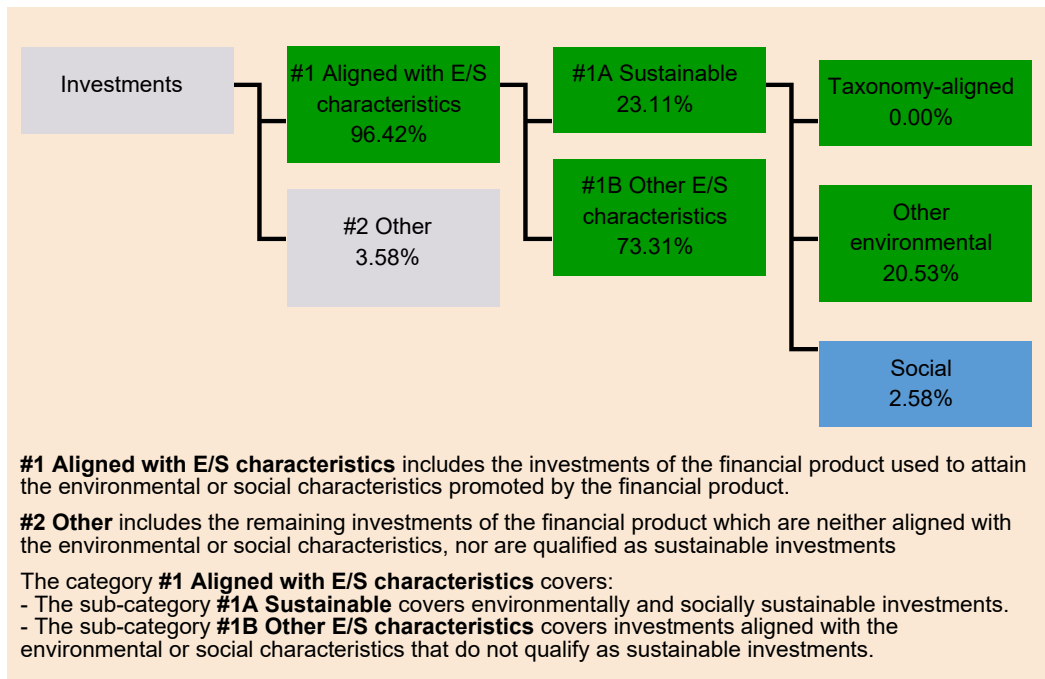 Investments
#1 Aligned with E/S
characteristics
96.42%
#2 Other
3.58%
#1A Sustainable
23.11%
#1B Other E/S
characteristics
73.31%
Taxonomy-aligned
0.00%
Other
environmental
20.53%
Social
2.58%
#1 Aligned with E/S characteristics includes the investments of the financial product used to attain
the environmental or social characteristics promoted by the financial product.
#2 Other includes the remaining investments of the financial product which are neither aligned with
the environmental or social characteristics, nor are qualified as sustainable investments
The category #1 Aligned with E/S characteristics covers:
- The sub-category #1A Sustainable covers environmentally and socially sustainable investments.
- The sub-category #1B Other E/S characteristics covers investments aligned with the
environmental or social characteristics that do not qualify as sustainable investments.